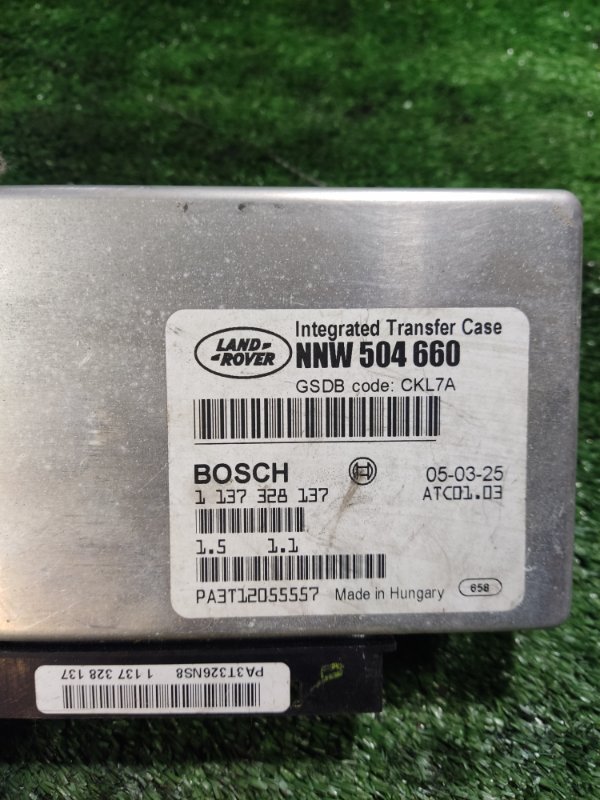 LAND-
-ROVER
Integrated Transfer Case
NNW 504 660
GSDB code: CKL7A
BOSCH
05-03-25
1 137 328 137
ATC01.03
1.5 1.1
PA3T12055557
Made in Hungary
658
PA3T326NS8 1 137 328 137